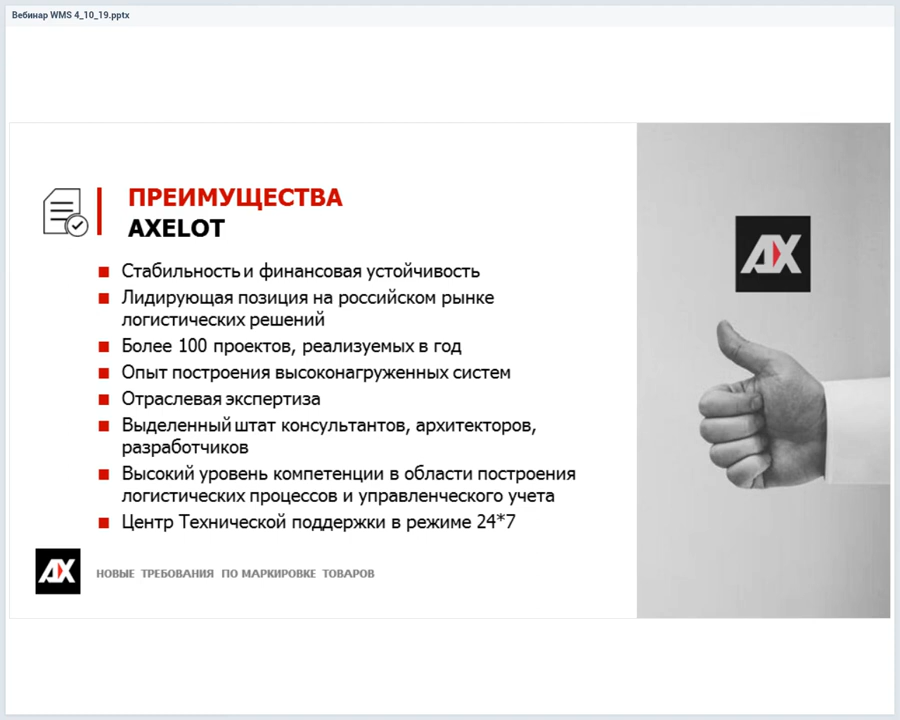 Вебинар WMS 4_10_19.pptx
ПРЕИМУЩЕСТВА
AXELOT
Стабильность и финансовая устойчивость
Лидирующая позиция на российском рынке
логистических решений
Более 100 проектов, реализуемых в год
Опыт построения высоконагруженных систем
Отраслевая экспертиза
Выделенный штат консультантов, архитекторов,
разработчиков
Высокий уровень компетенции в области построения
логистических процессов и управленческого учета
Центр Технической поддержки в режиме 24*7
AX
AX
НОВЫЕ ТРЕБОВАНИЯ ПО МАРКИРОВКЕ ТОВАРОВ